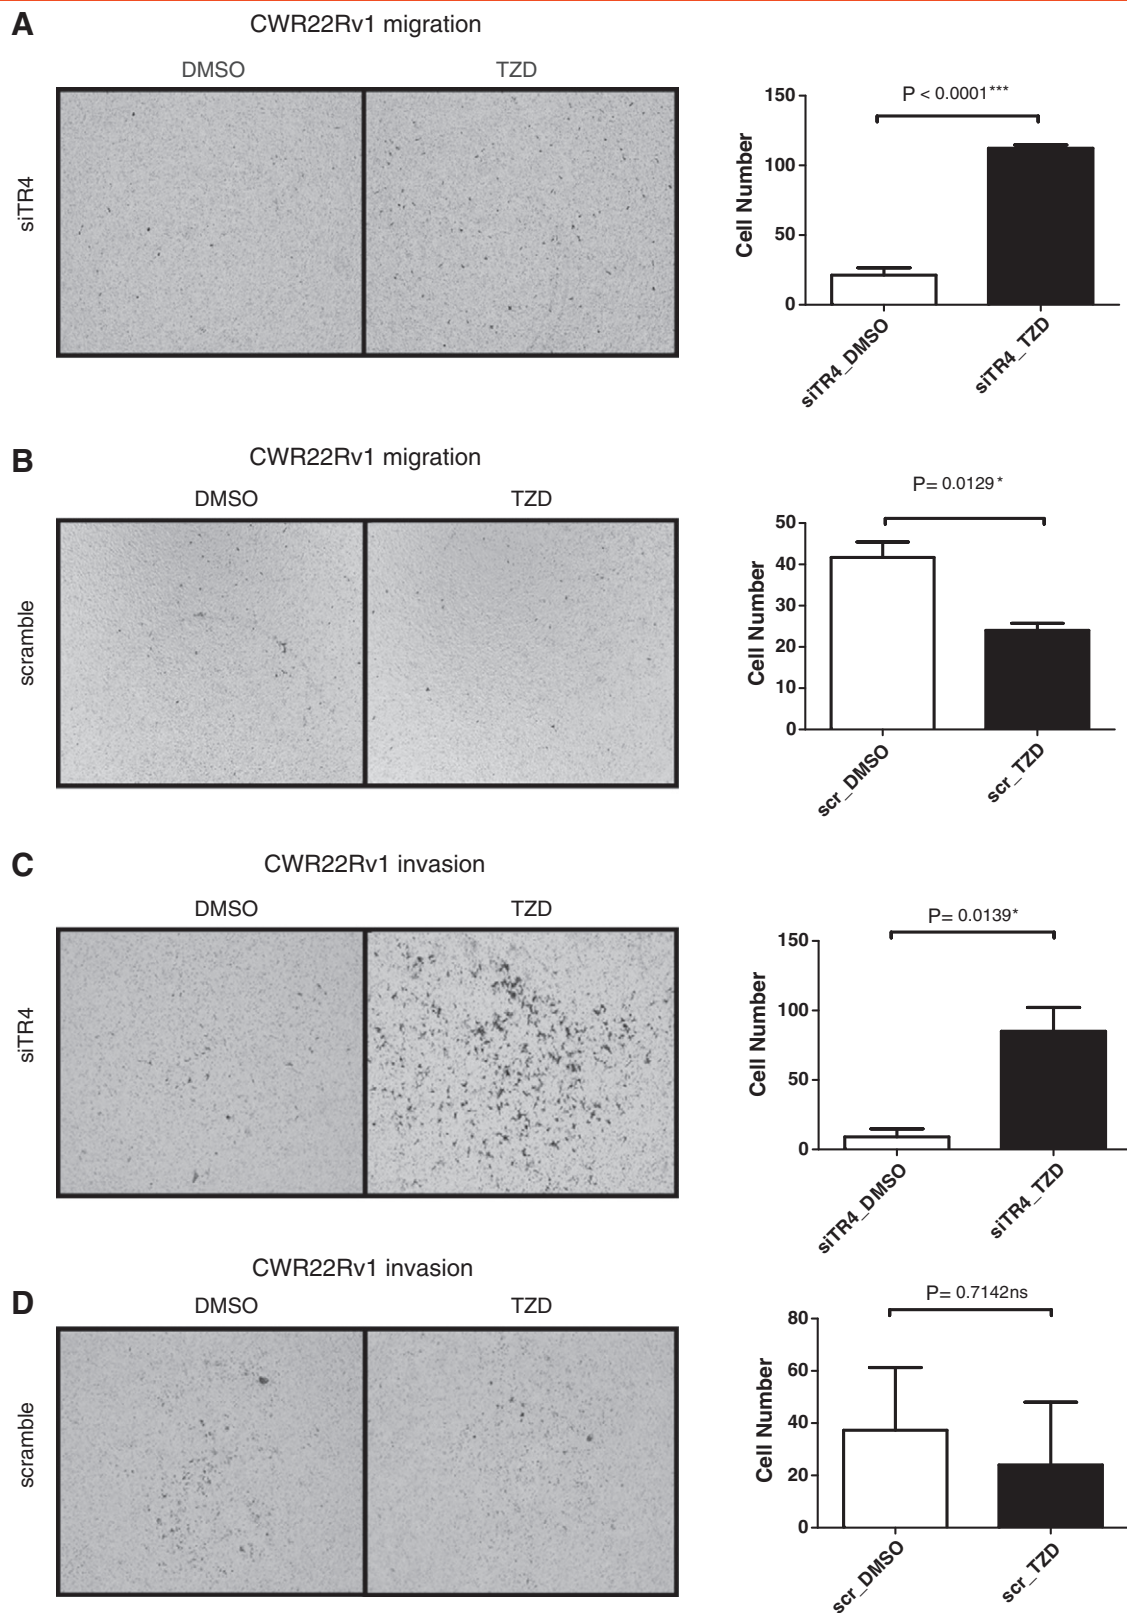 A
CWR22Rv1 migration
DMSO TZD
siTR4
P < 0.0001***
Cell Number
150
100
50
0
siTR4_DMSO
siTR4_TZD
B
CWR22Rv1 migration
DMSO TZD
scramble
P= 0.0129*
Cell Number
50
40
30
20
10
0
scr_DMSO
scr_TZD
C
CWR22Rv1 invasion
DMSO TZD
siTR4
P= 0.0139*
Cell Number
150
100
50
0
siTR4_DMSO
siTR4_TZD
D
CWR22Rv1 invasion
DMSO TZD
scramble
P= 0.7142ns
Cell Number
80
60
40
20
0
scr_DMSO
scr_TZD